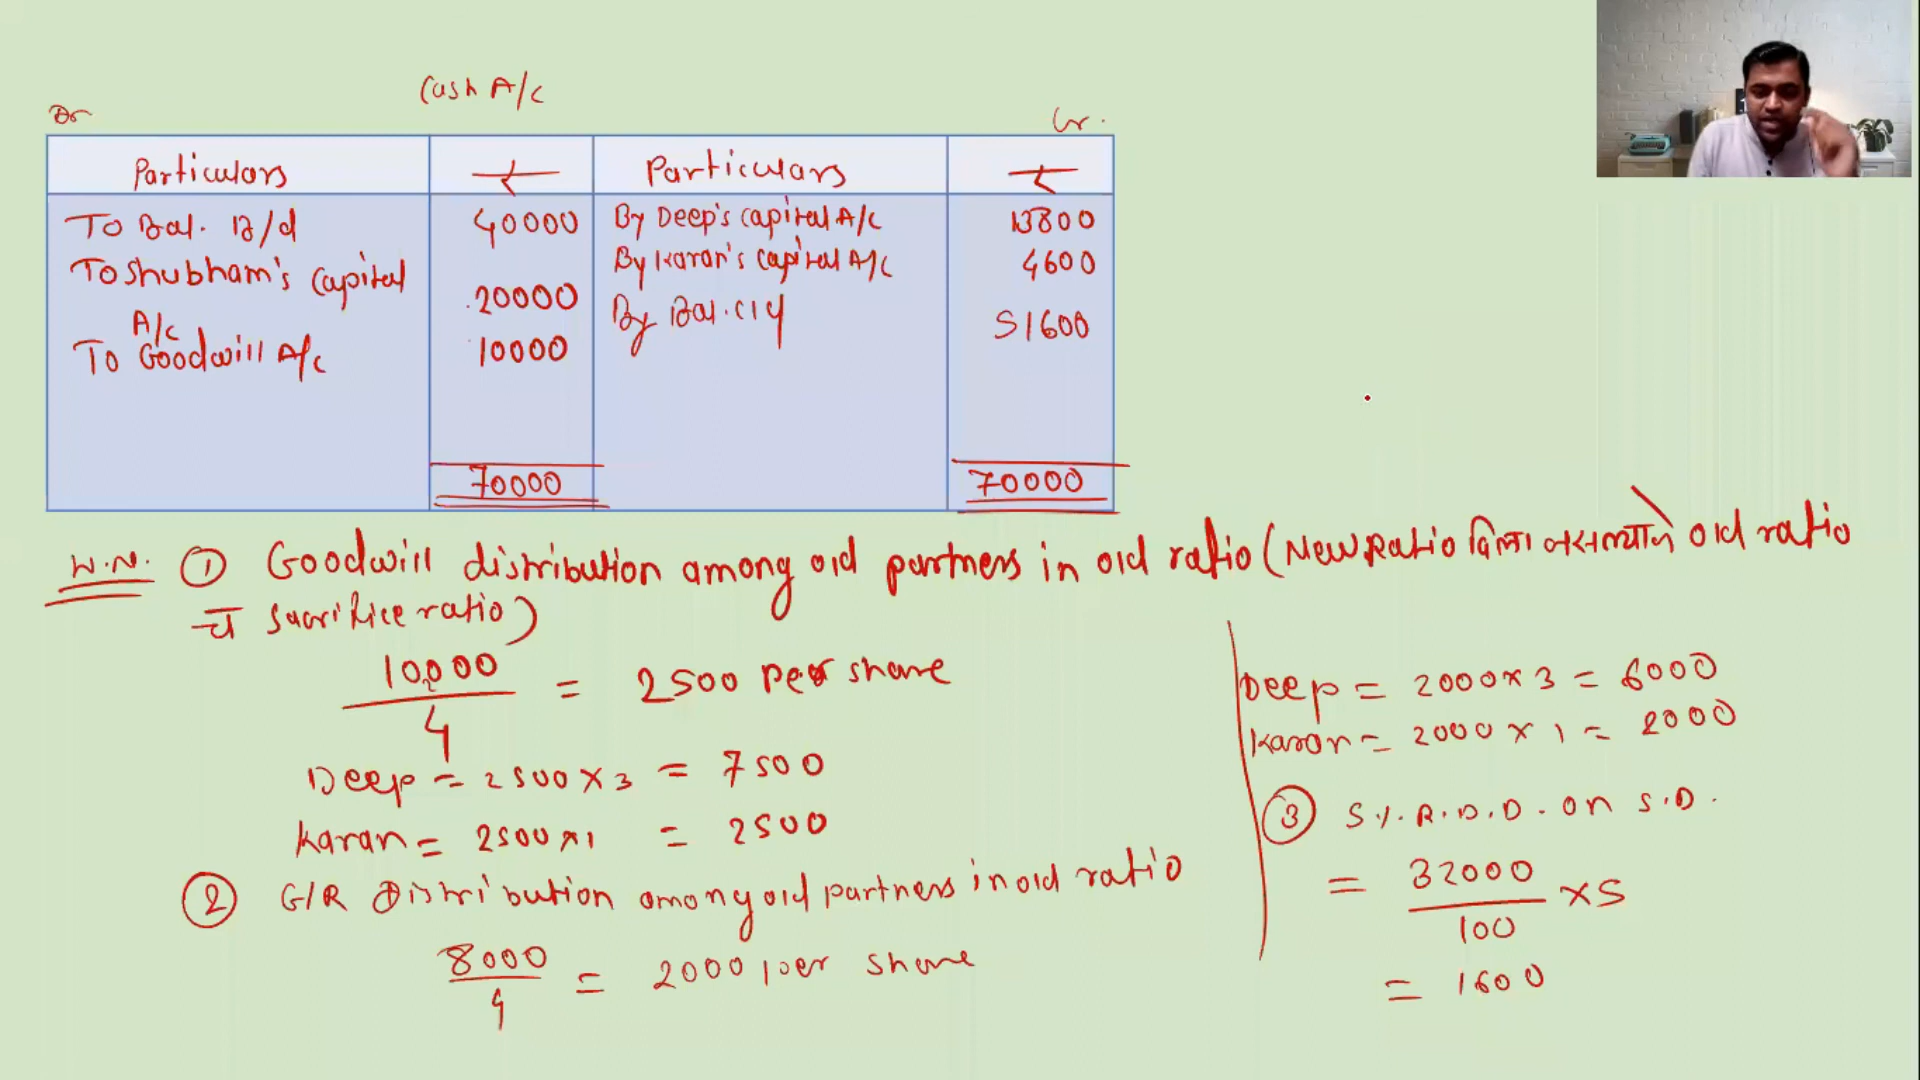 Cash A/c
Dr
Cr.
Particulars ₹ Particulars ₹
To Bal. B/d 40000 By Deep's capital A/c 13800
To Shubham's capital A/c 20000 By Karan's capital A/c 4600
To Goodwill A/c 10000 By Bal. c/d 51600
70000 70000
W.N. ① Goodwill distribution among old partners in old ratio (New Ratio दिला नसल्याने old ratio
च sacrifice ratio)
10000/4 = 2500 per share
Deep = 2500 x 3 = 7500
Karan = 2500 x 1 = 2500
② G/R Distribution among old partners in old ratio
8000/4 = 2000 per share
Deep = 2000 x 3 = 6000
Karan = 2000 x 1 = 2000
③ 5 %. R.D.D. on S.D.
= 32000/100 x 5
= 1600